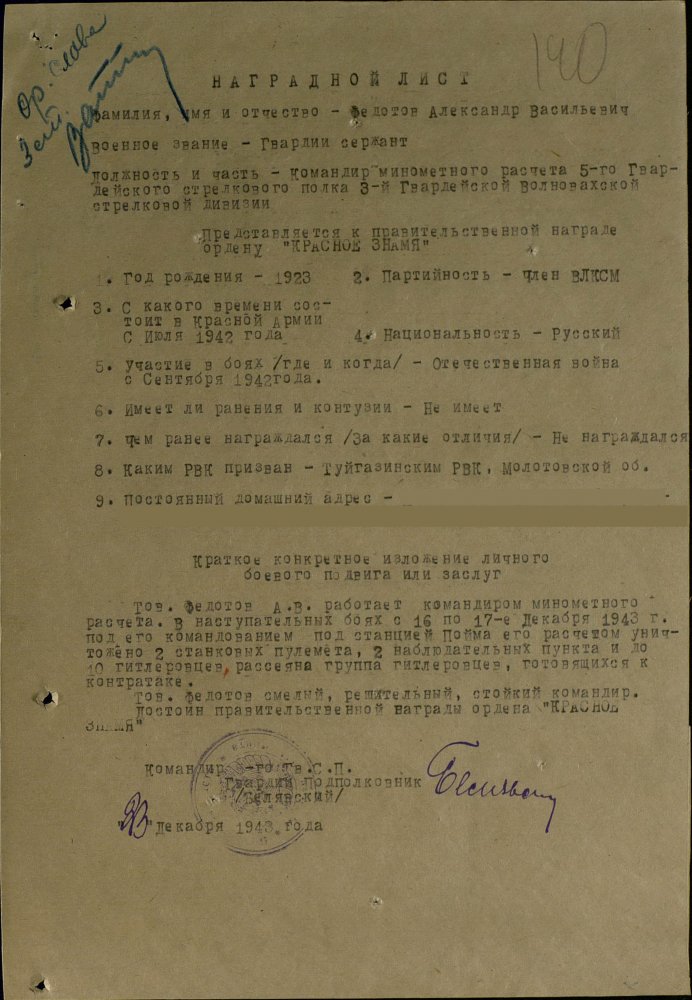 140
Ор. Слава
НАГРАДНОЙ ЛИСТ
Фамилия, имя и отчество - Федотов Александр Васильевич
Военное звание - Гвардии сержант
Должность и часть - Командир минометного расчета 5-го Гвар-
дейского стрелкового полка 3-й Гвардейской Волновахской
стрелковой дивизии
Представляется к правительственной награде
ордену "КРАСНОЕ ЗНАМЯ"
1. Год рождения - 1923 2. Партийность - член ВЛКСМ
3. С какого времени сос-
тоит в Красной Армии
С Июля 1942 года 4. Национальность - Русский
5. Участие в боях /где и когда/ - Отечественная война
с Сентября 1942года.
6. Имеет ли ранения и контузии - Не имеет
7. Чем ранее награждался /За какие отличия/ - Не награждался
8. Каким РВК призван - Туйгазинским РВК, Молотовской об.
9. Постоянный домашний адрес -
Краткое конкретное изложение личного
боевого подвига или заслуг
Тов. Федотов А.В. работает командиром минометного
расчета. В наступательных боях с 16 по 17-е Декабря 1943 г.
под его командованием под станцией Пойма его расчетом унич-
тожено 2 станковых пулемета, 2 наблюдательных пункта и до
10 гитлеровцев, рассеяна группа гитлеровцев, готовящихся к
контратаке.
Тов. Федотов смелый, решительный, стойкий командир.
Достоин правительственной награды ордена "КРАСНОЕ
ЗНАМЯ"
Командир -го Гв.С.П.
Гвардии Подполковник
/Белявский/
" " Декабря 1943 года